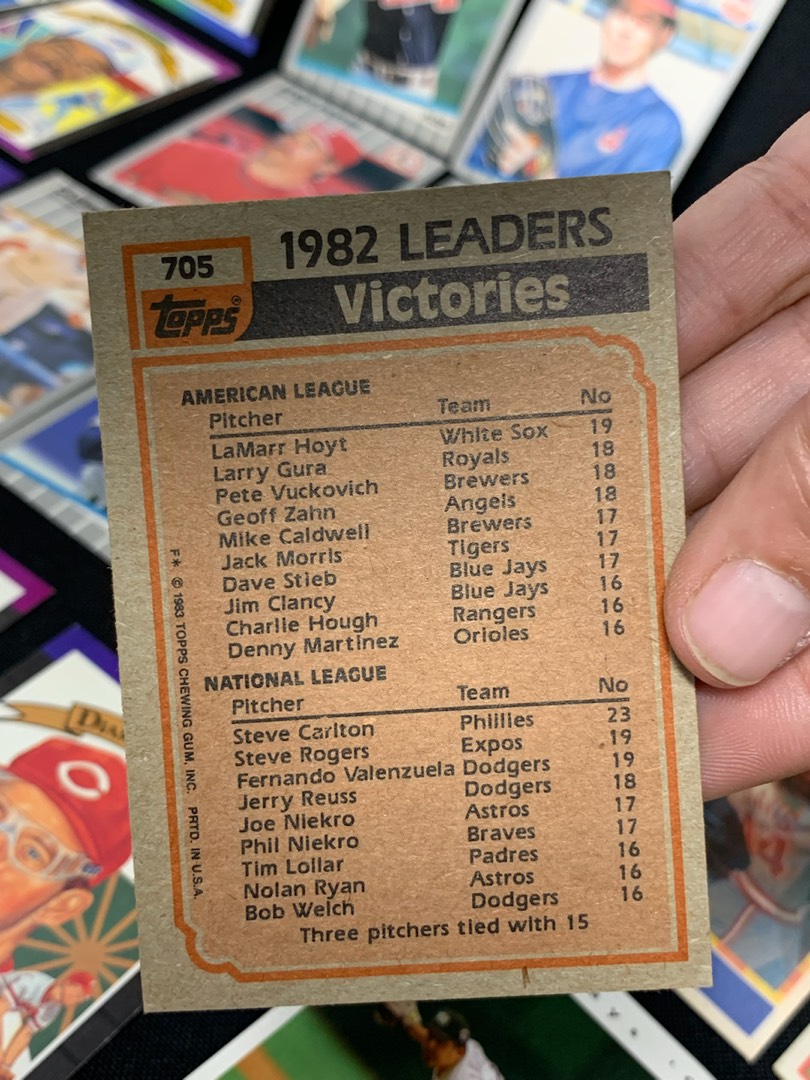 705
topps®
1982 LEADERS
Victories
AMERICAN LEAGUE
Pitcher Team No
LaMarr Hoyt White Sox 19
Larry Gura Royals 18
Pete Vuckovich Brewers 18
Geoff Zahn Angels 18
Mike Caldwell Brewers 17
Jack Morris Tigers 17
Dave Stieb Blue Jays 17
Jim Clancy Blue Jays 16
Charlie Hough Rangers 16
Denny Martinez Orioles 16
NATIONAL LEAGUE
Pitcher Team No
Steve Carlton Phillies 23
Steve Rogers Expos 19
Fernando Valenzuela Dodgers 19
Jerry Reuss Dodgers 18
Joe Niekro Astros 17
Phil Niekro Braves 17
Tim Lollar Padres 16
Nolan Ryan Astros 16
Bob Welch Dodgers 16
Three pitchers tied with 15
F* © 1983 TOPPS CHEWING GUM, INC. PRTD. IN U.S.A.
C
4